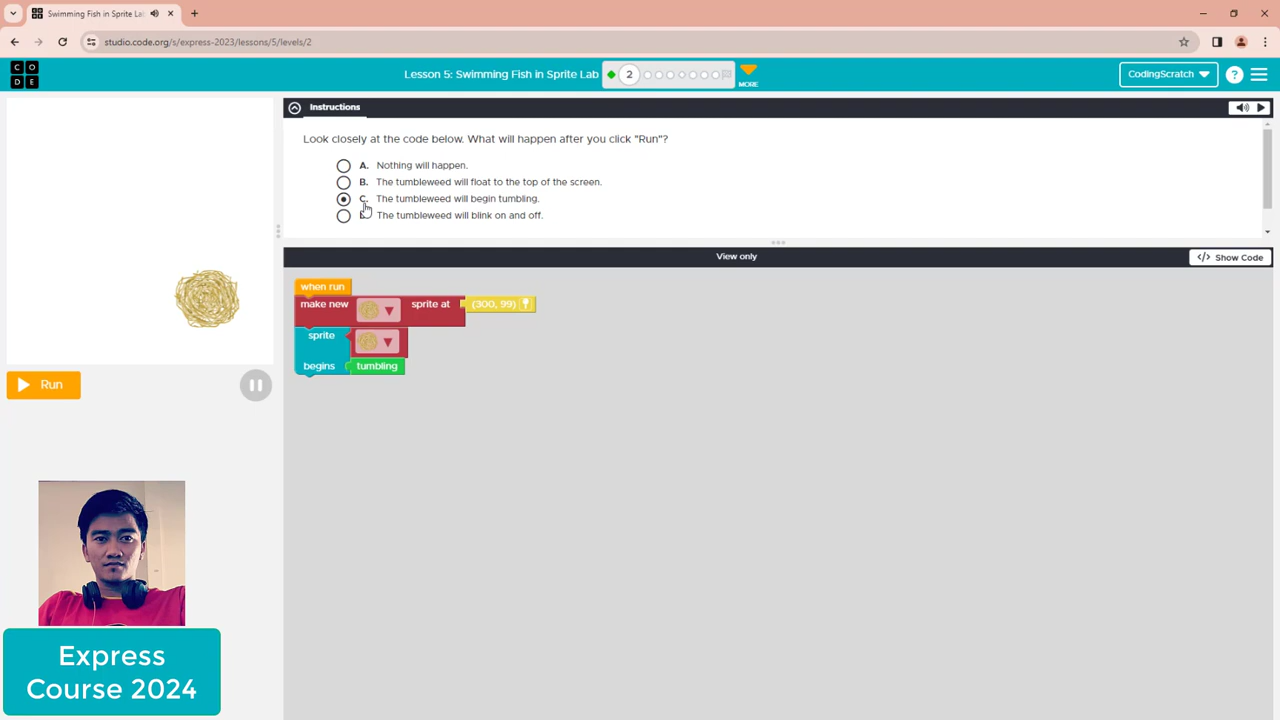 Swimming Fish in Sprite Lab
studio.code.org/s/express-2023/lessons/5/levels/2
C O
D E
Lesson 5: Swimming Fish in Sprite Lab
2
MORE
CodingScratch
?
Instructions
Look closely at the code below. What will happen after you click "Run"?
A. Nothing will happen.
B. The tumbleweed will float to the top of the screen.
C. The tumbleweed will begin tumbling.
The tumbleweed will blink on and off.
View only
</> Show Code
when run
make new sprite at (300, 99)
sprite
begins tumbling
Run
Express
Course 2024